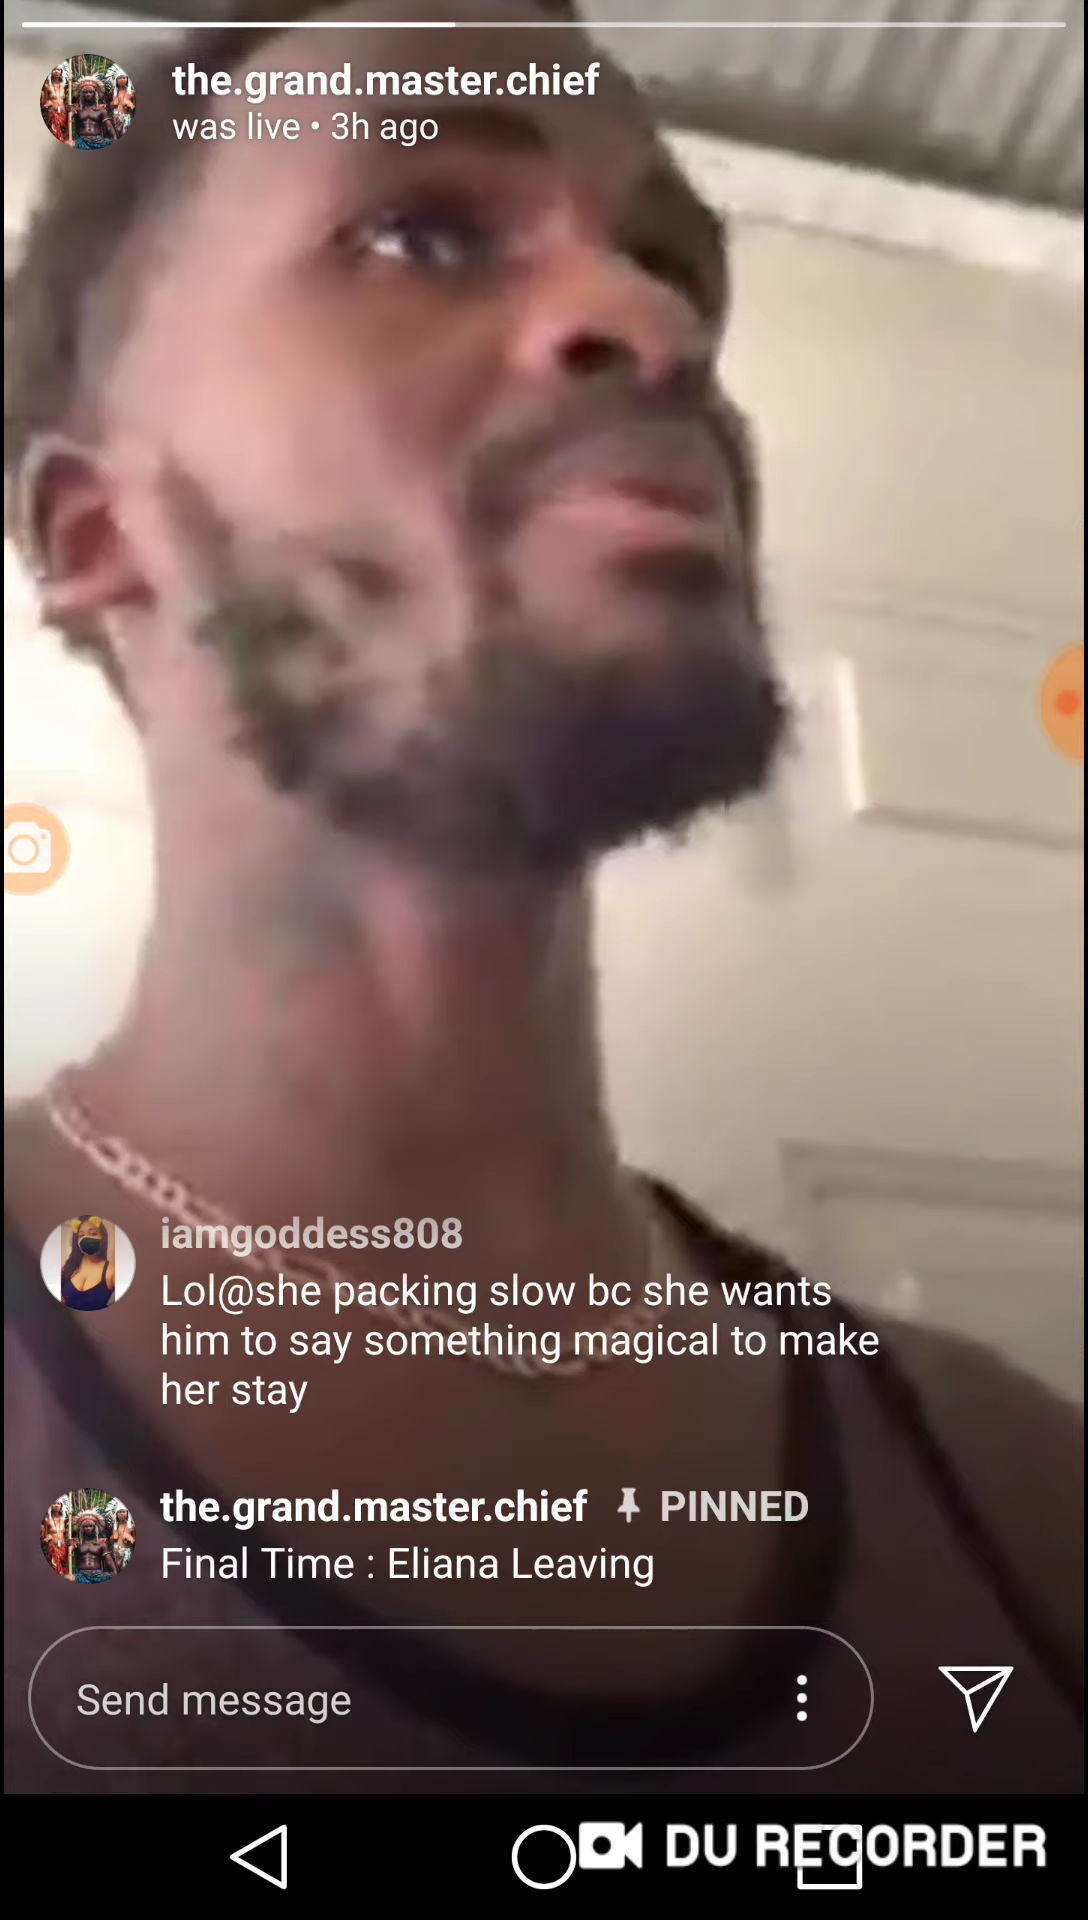 the.grand.master.chief
was live • 3h ago
iamgoddess808
Lol@she packing slow bc she wants
him to say something magical to make
her stay
the.grand.master.chief PINNED
Final Time : Eliana Leaving
Send message
DU RECORDER